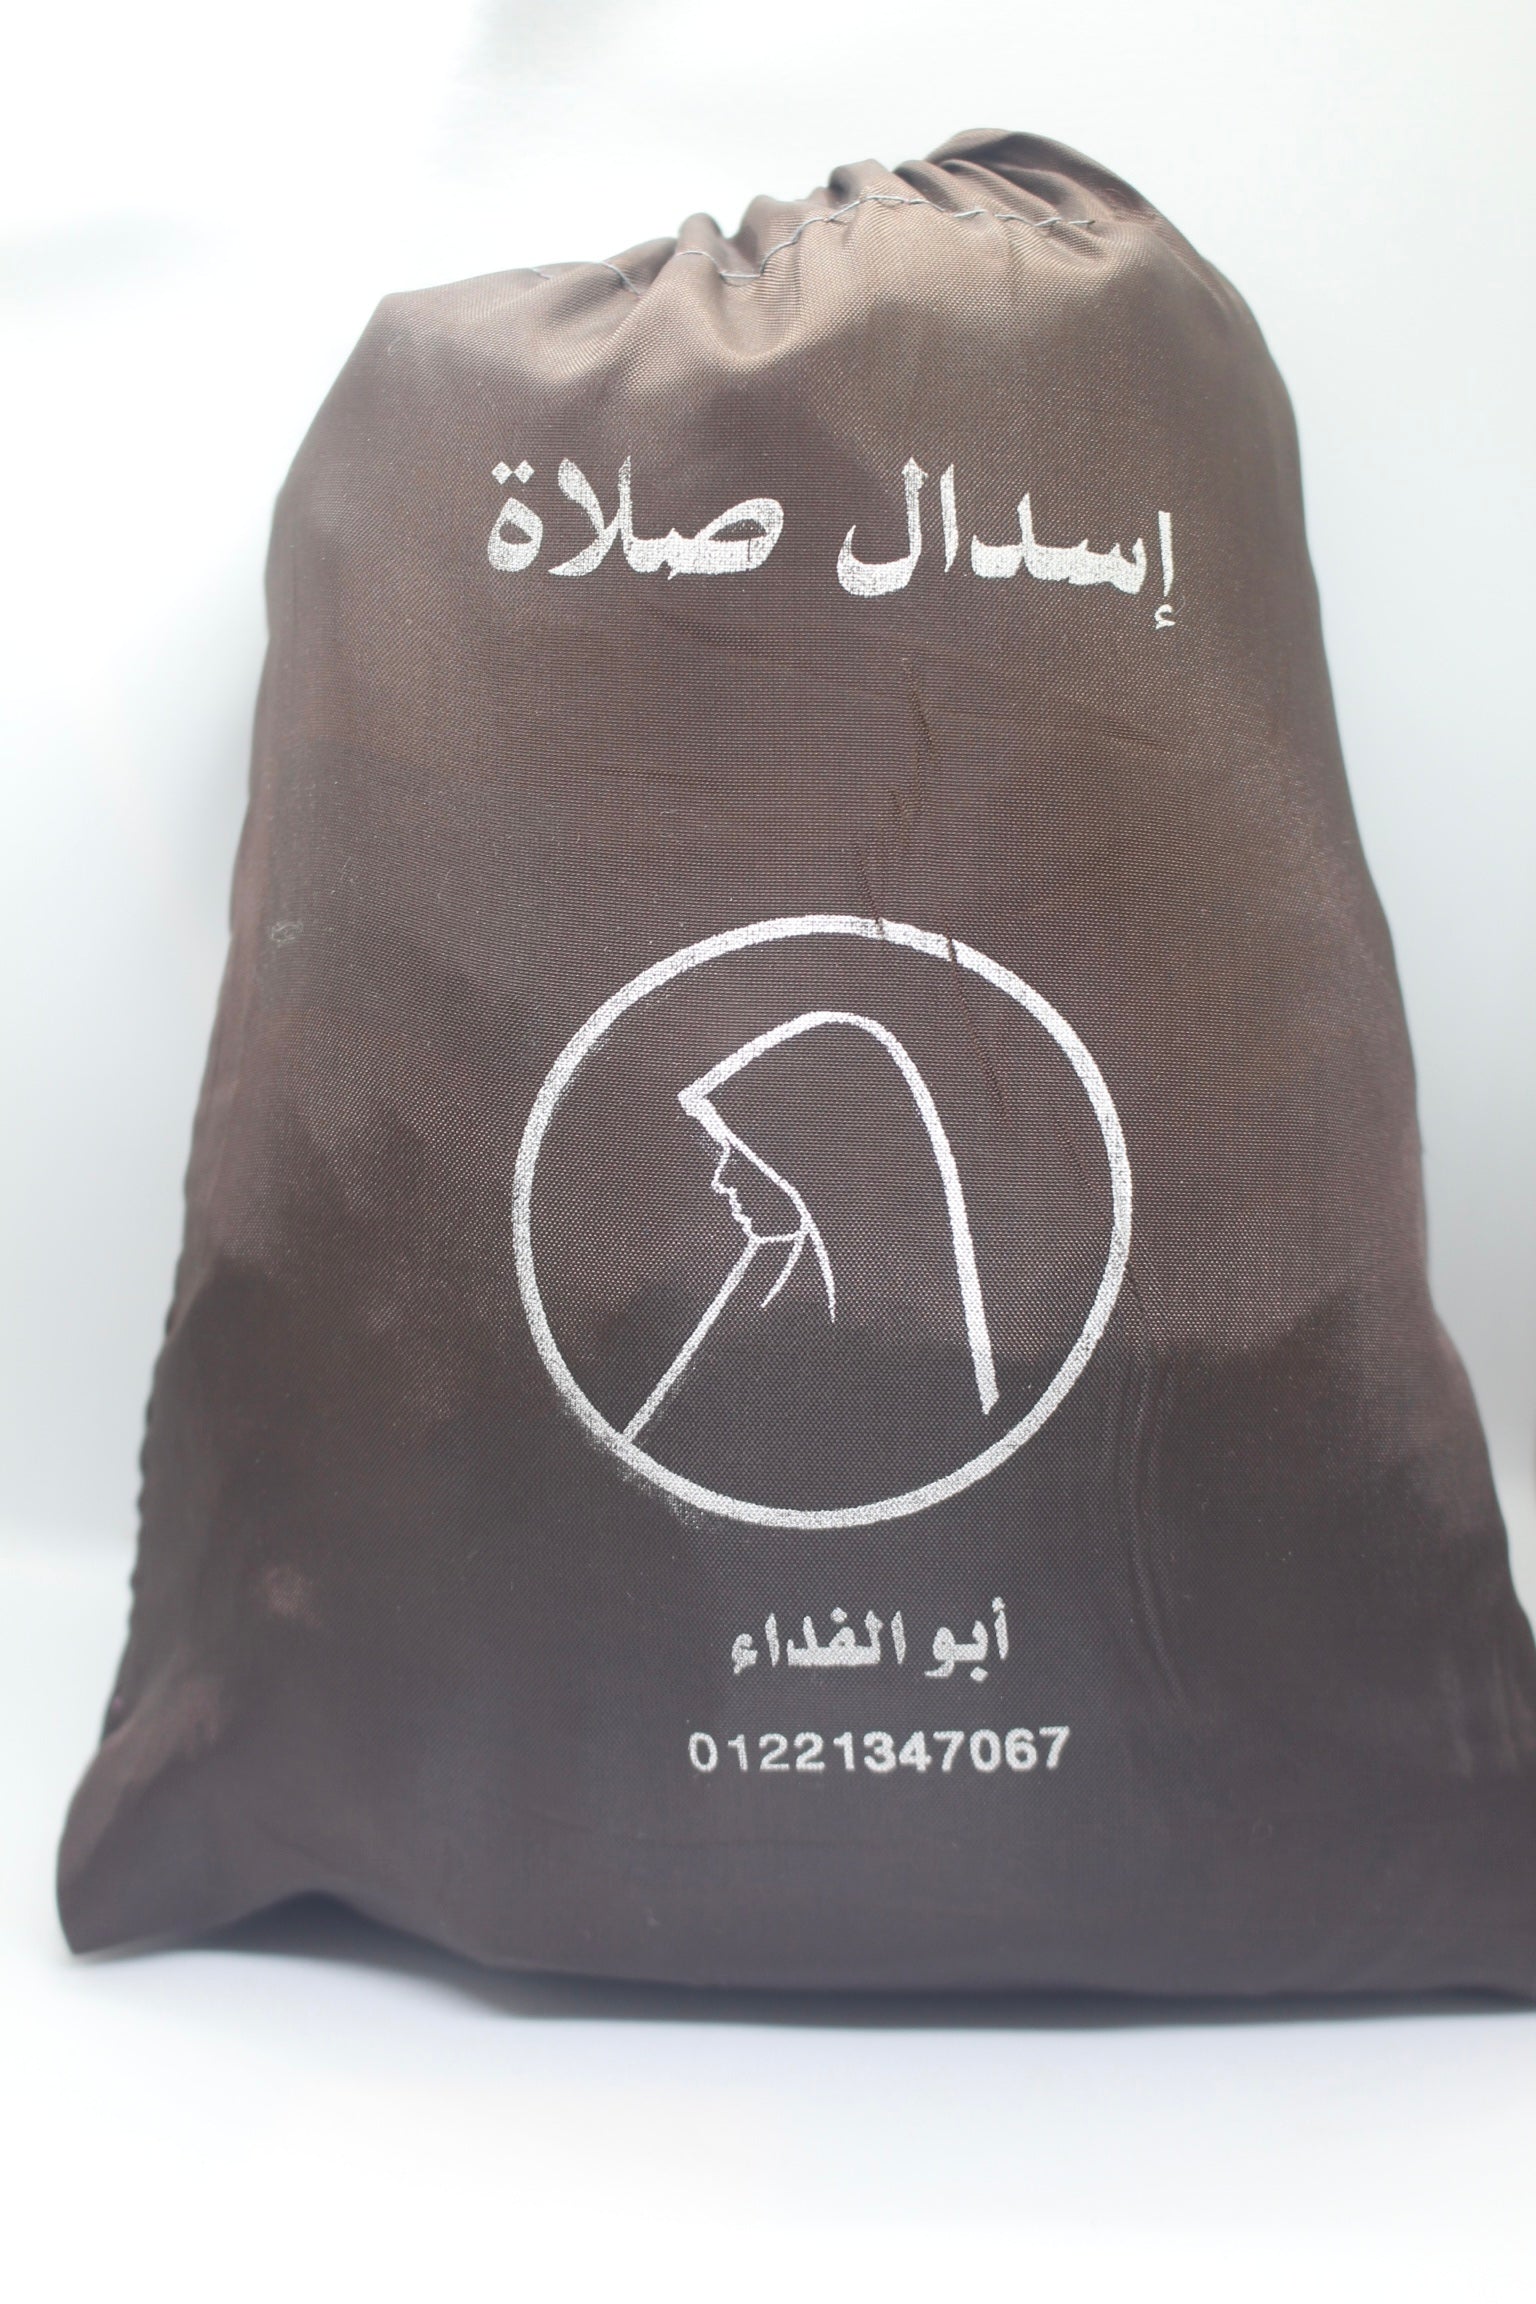 إسدال صلاة
أبو الفداء
01221347067